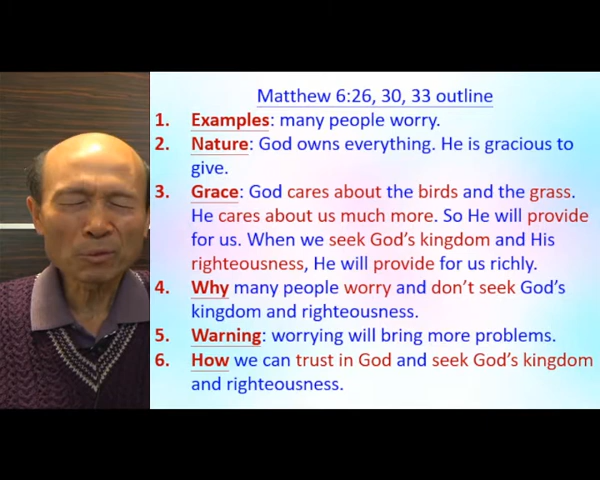 Matthew 6:26, 30, 33 outline
1. Examples: many people worry.
2. Nature: God owns everything. He is gracious to
give.
3. Grace: God cares about the birds and the grass.
He cares about us much more. So He will provide
for us. When we seek God's kingdom and His
righteousness, He will provide for us richly.
4. Why many people worry and don't seek God's
kingdom and righteousness.
5. Warning: worrying will bring more problems.
6. How we can trust in God and seek God's kingdom
and righteousness.